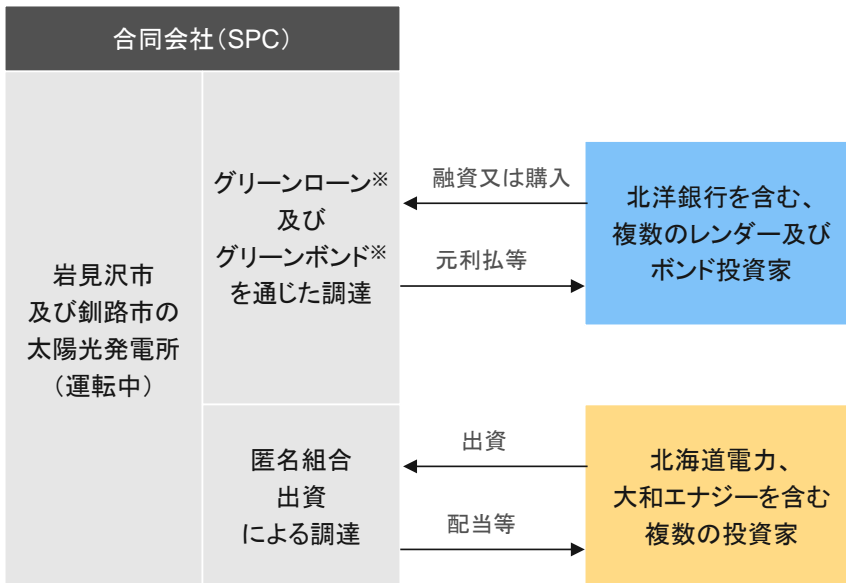 合同会社（SPC）
岩見沢市
及び釧路市の
太陽光発電所
（運転中）
グリーンローン※
及び
グリーンボンド※
を通じた調達
融資又は購入
元利払等
北洋銀行を含む、
複数のレンダー及び
ボンド投資家
匿名組合
出資
による調達
出資
配当等
北海道電力、
大和エナジーを含む
複数の投資家